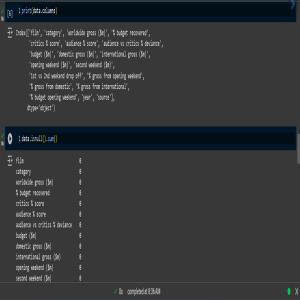 [6] 1 print(data.columns)
Index(['film', 'category', 'worldwide gross ($m)', '% budget recovered',
'critics % score', 'audience % score', 'audience vs critics % deviance',
'budget ($m)', 'domestic gross ($m)', 'international gross ($m)',
'opening weekend ($m)', 'second weekend ($m)',
'1st vs 2nd weekend drop off', '% gross from opening weekend',
'% gross from domestic', '% gross from international',
'% budget opening weekend', 'year', 'source'],
dtype='object')
1 data.isnull().sum()
film 0
category 0
worldwide gross ($m) 0
% budget recovered 0
critics % score 0
audience % score 0
audience vs critics % deviance 0
budget ($m) 0
domestic gross ($m) 0
international gross ($m) 0
opening weekend ($m) 0
second weekend ($m) 0
0s completed at 8:36 AM